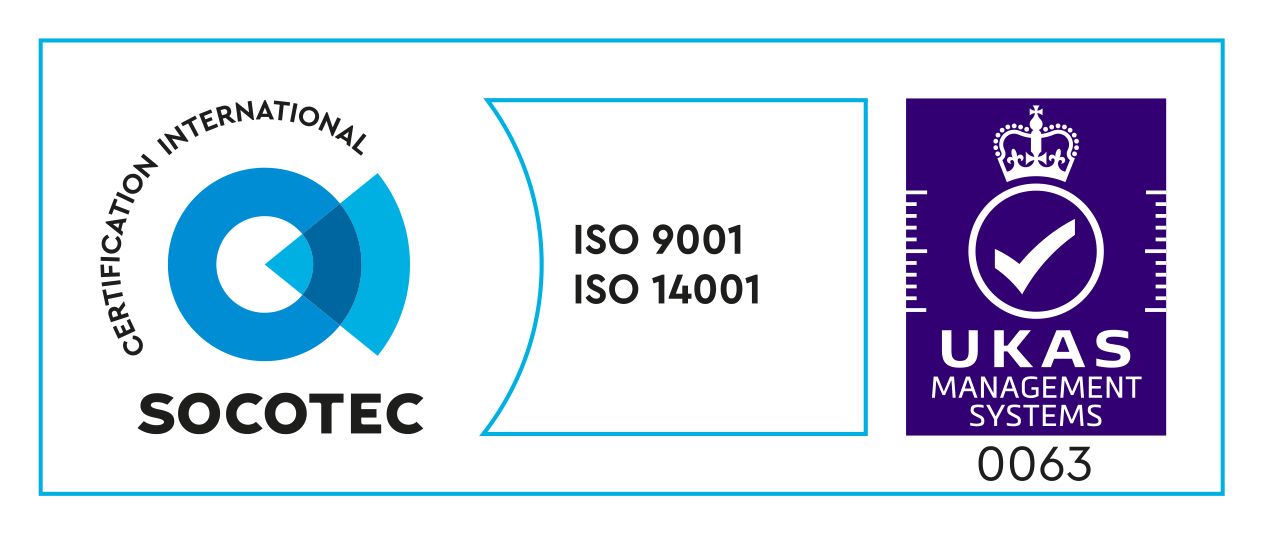 CERTIFICATION INTERNATIONAL
SOCOTEC
ISO 9001
ISO 14001
UKAS
MANAGEMENT
SYSTEMS
0063